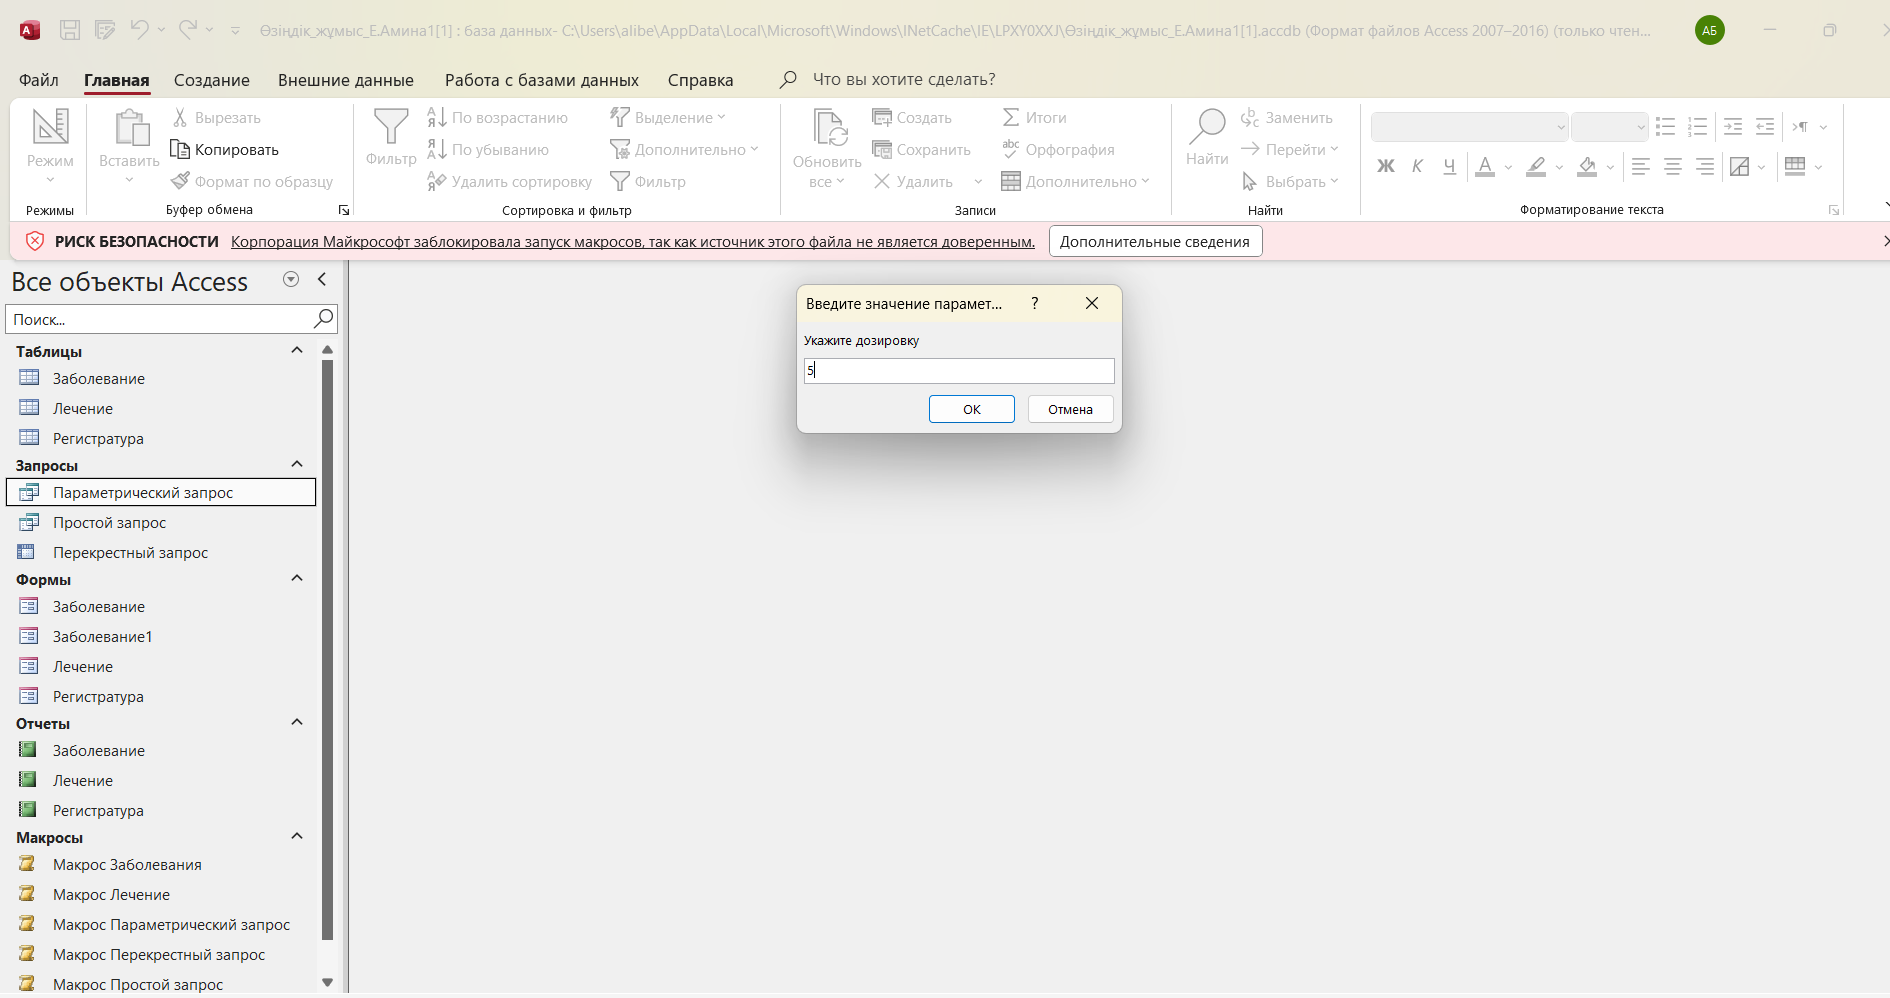 Өзіндік_жұмыс_Е.Амина1[1] : база данных- C:\Users\alibe\AppData\Local\Microsoft\Windows\INetCache\IE\LPXY0XXJ\Өзіндік_жұмыс_Е.Амина1[1].accdb (Формат файлов Access 2007–2016) (только чтен...
АБ
Файл Главная Создание Внешние данные Работа с базами данных Справка Что вы хотите сделать?
Режим
Режимы
Вставить
Вырезать
Копировать
Формат по образцу
Буфер обмена
Фильтр
По возрастанию
По убыванию
Удалить сортировку
Выделение
Дополнительно
Фильтр
Сортировка и фильтр
Обновить
все
Создать
Сохранить
Удалить
Итоги
Орфография
Дополнительно
Записи
Найти
Заменить
Перейти
Выбрать
Найти
Ж К Ч А
Форматирование текста
РИСК БЕЗОПАСНОСТИ Корпорация Майкрософт заблокировала запуск макросов, так как источник этого файла не является доверенным. Дополнительные сведения
Все объекты Access
Поиск...
Таблицы
Заболевание
Лечение
Регистратура
Запросы
Параметрический запрос
Простой запрос
Перекрестный запрос
Формы
Заболевание
Заболевание1
Лечение
Регистратура
Отчеты
Заболевание
Лечение
Регистратура
Макросы
Макрос Заболевания
Макрос Лечение
Макрос Параметрический запрос
Макрос Перекрестный запрос
Макрос Простой запрос
Введите значение парамет... ?
Укажите дозировку
5
ОК Отмена